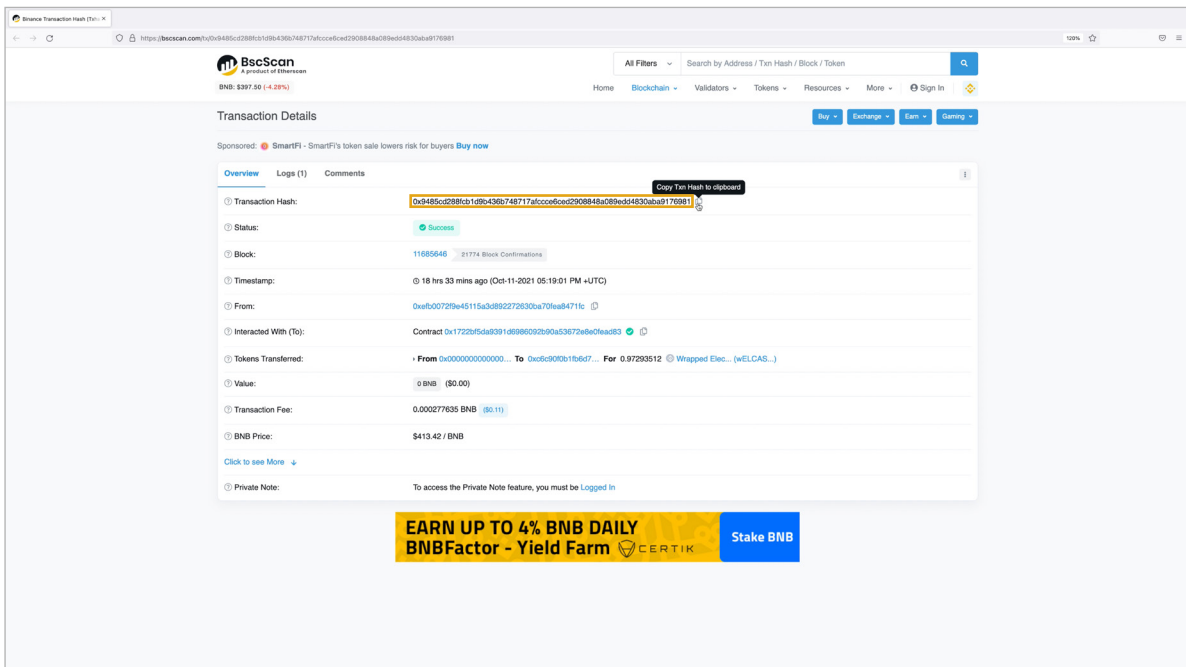 Binance Transaction Hash (Txha
https://bscscan.com/tx/0x9485cd288fcb1d9b436b748717afccce6ced2908848a089edd4830aba9176981
120%
BscScan
A product of Etherscan
All Filters
Search by Address / Txn Hash / Block / Token
BNB: $397.50 (-4.28%)
Home Blockchain Validators Tokens Resources More Sign In
Transaction Details
Buy Exchange Earn Gaming
Sponsored: SmartFi - SmartFi's token sale lowers risk for buyers Buy now
Overview Logs (1) Comments
Copy Txn Hash to clipboard
Transaction Hash: 0x9485cd288fcb1d9b436b748717afccce6ced2908848a089edd4830aba9176981
Status: Success
Block: 11685646 21774 Block Confirmations
Timestamp: 18 hrs 33 mins ago (Oct-11-2021 05:19:01 PM +UTC)
From: 0xefb0072f9e45115a3d892272630ba70fea8471fc
Interacted With (To): Contract 0x1722bf5da9391d6986092b90a53672e8e0fead83
Tokens Transferred: From 0x0000000000000... To 0xc6c90f0b1fb6d7... For 0.97293512 Wrapped Elec... (wELCAS...)
Value: 0 BNB ($0.00)
Transaction Fee: 0.000277635 BNB ($0.11)
BNB Price: $413.42 / BNB
Click to see More
Private Note: To access the Private Note feature, you must be Logged In
EARN UP TO 4% BNB DAILY
BNBFactor - Yield Farm CERTIK
Stake BNB